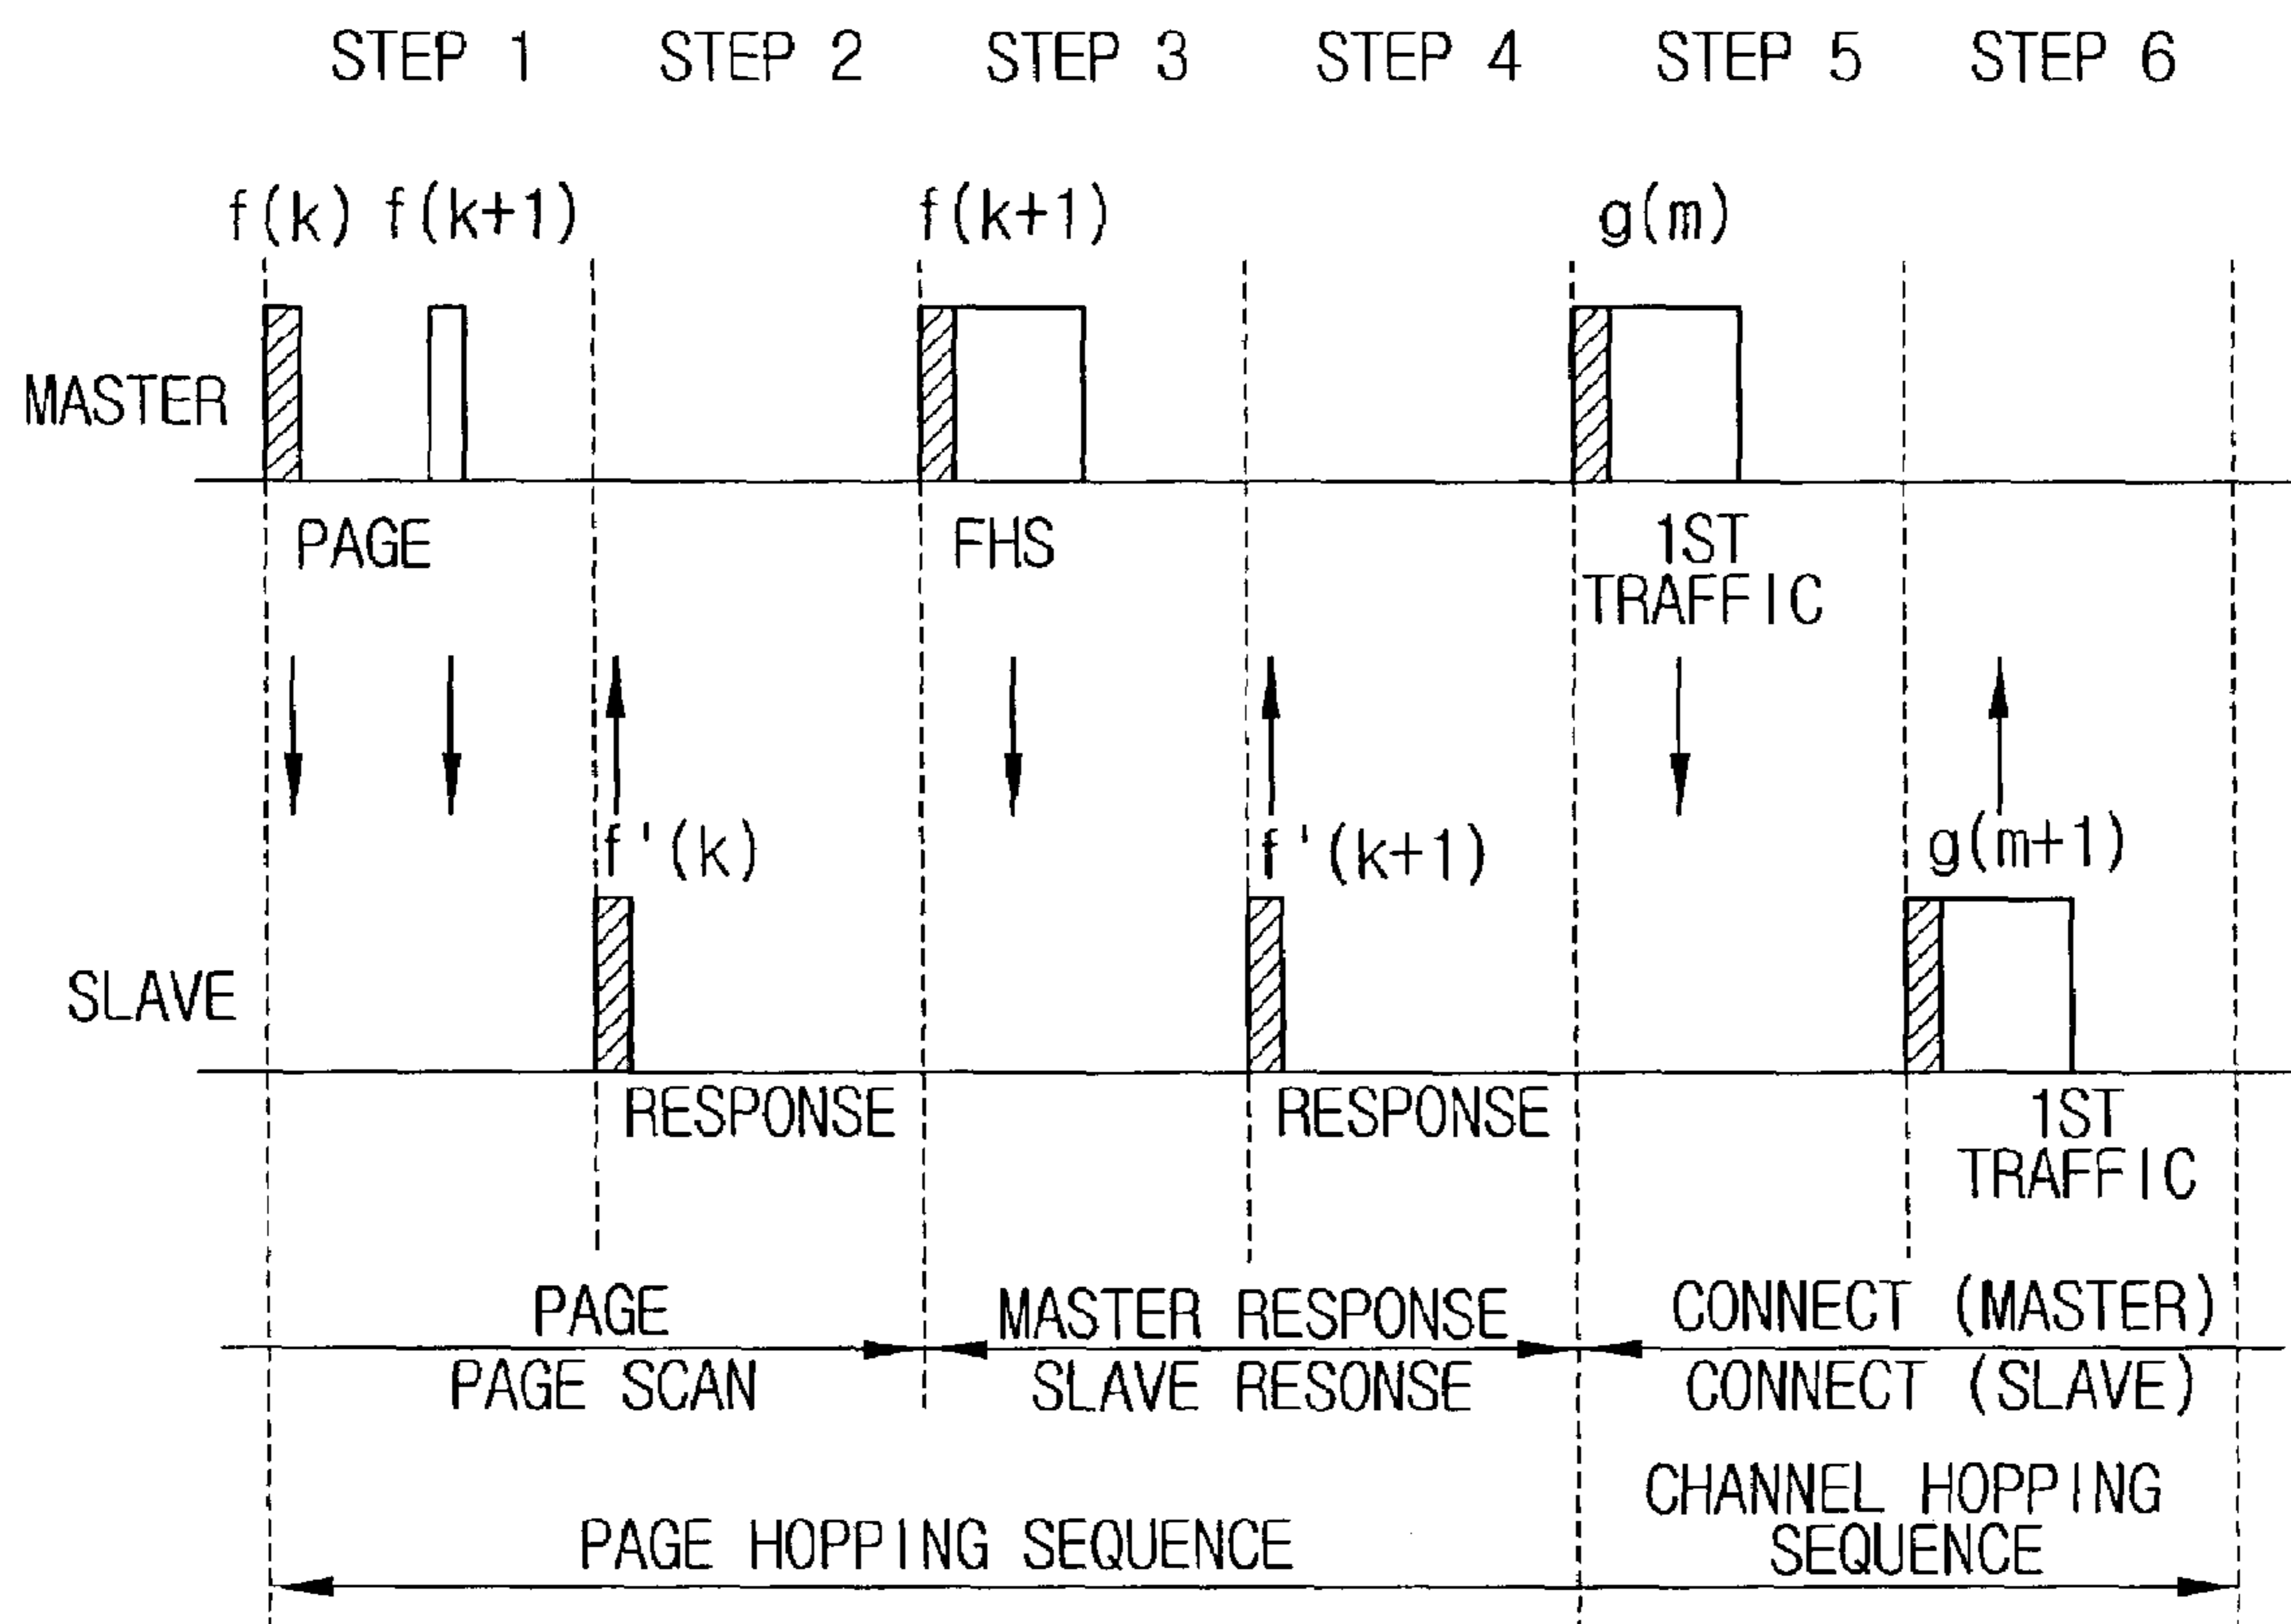 STEP 1 STEP 2 STEP 3 STEP 4 STEP 5 STEP 6
f(k) f(k+1) f(k+1) g(m)
MASTER
PAGE FHS 1ST
TRAFFIC
f'(k) f'(k+1) g(m+1)
SLAVE
RESPONSE RESPONSE 1ST
TRAFFIC
PAGE MASTER RESPONSE CONNECT (MASTER)
PAGE SCAN SLAVE RESONSE CONNECT (SLAVE)
CHANNEL HOPPING
PAGE HOPPING SEQUENCE SEQUENCE